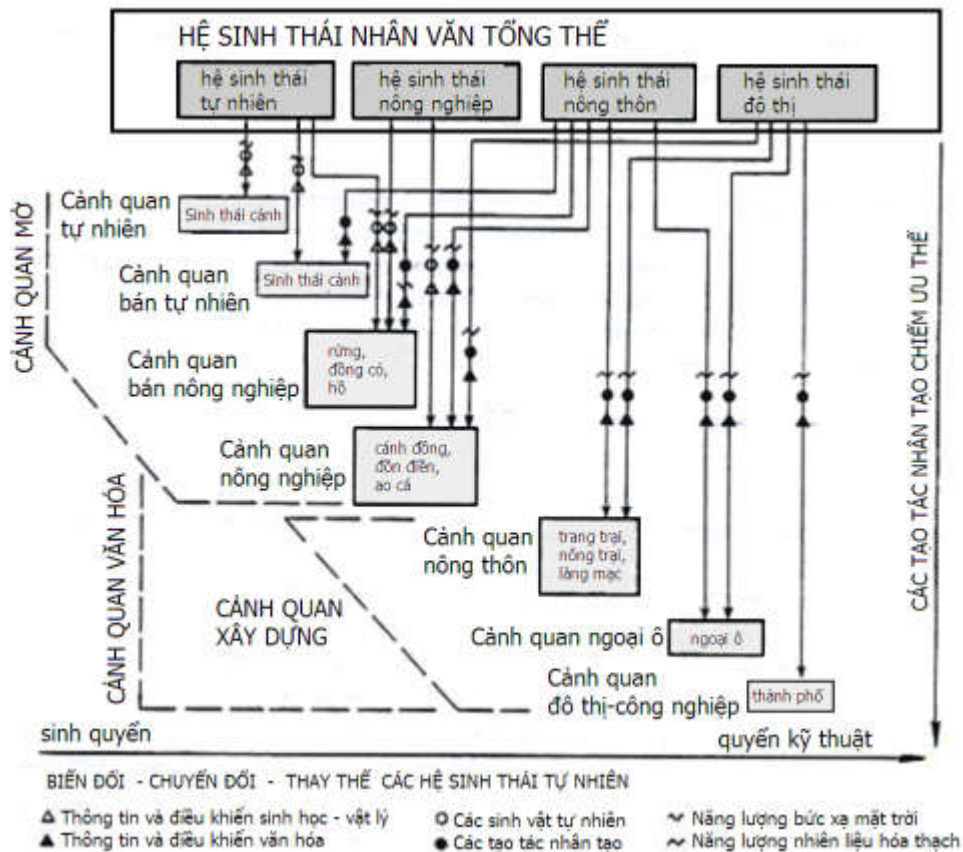 HỆ SINH THÁI NHÂN VĂN TỔNG THỂ
hệ sinh thái
tự nhiên
hệ sinh thái
nông nghiệp
hệ sinh thái
nông thôn
hệ sinh thái
đô thị
CẢNH QUAN MỞ
Cảnh quan
tự nhiên
Sinh thái cảnh
Cảnh quan
bán tự nhiên
Sinh thái cảnh
Cảnh quan
bán nông nghiệp
rừng,
đồng cỏ,
hồ
Cảnh quan
nông nghiệp
cánh đồng,
đồn điền,
ao cá
CẢNH QUAN VĂN HÓA
CẢNH QUAN
XÂY DỰNG
Cảnh quan
nông thôn
trang trại,
nông trại,
làng mạc
Cảnh quan ngoại ô
ngoại ô
Cảnh quan
đô thị-công nghiệp
thành phố
CÁC TẠO TÁC NHÂN TẠO CHIẾM ƯU THẾ
sinh quyển
quyển kỹ thuật
BIẾN ĐỔI - CHUYỂN ĐỔI - THAY THẾ CÁC HỆ SINH THÁI TỰ NHIÊN
Thông tin và điều khiển sinh học - vật lý
Các sinh vật tự nhiên
Năng lượng bức xạ mặt trời
Thông tin và điều khiển văn hóa
Các tạo tác nhân tạo
Năng lượng nhiên liệu hóa thạch